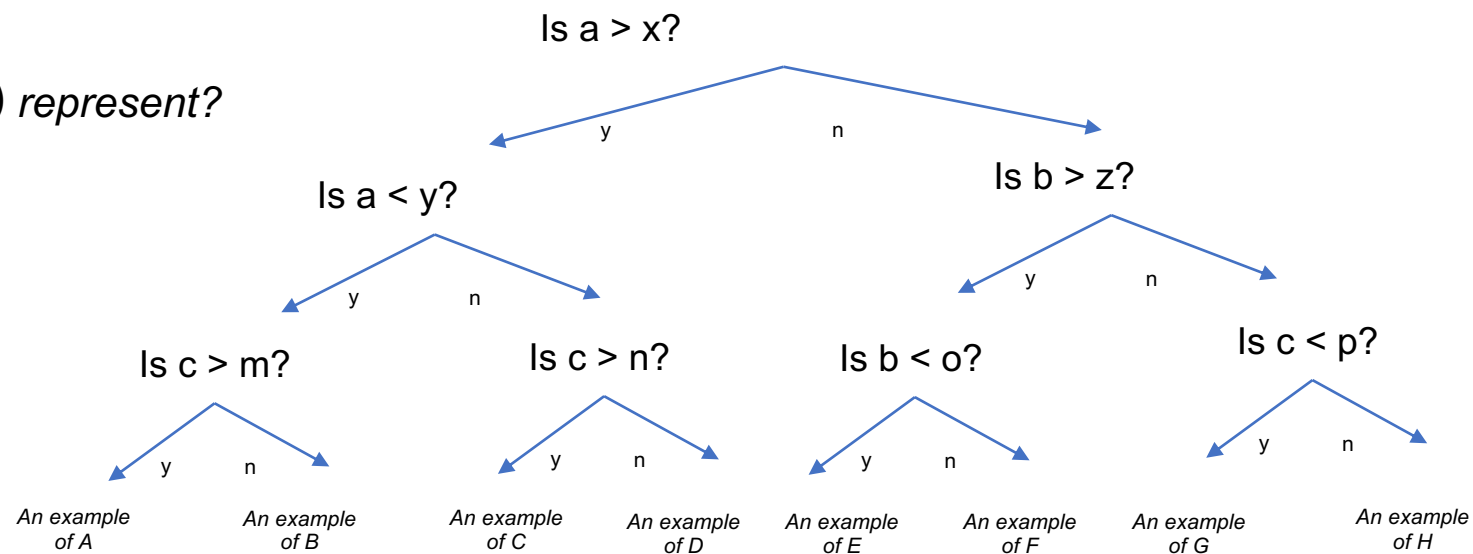 Is a > x?
) represent?
y n
Is a < y?
Is b > z?
y n
y n
Is c > m?
Is c > n?
Is b < o?
Is c < p?
y n
y n
y n
y n
An example
of A
An example
of B
An example
of C
An example
of D
An example
of E
An example
of F
An example
of G
An example
of H